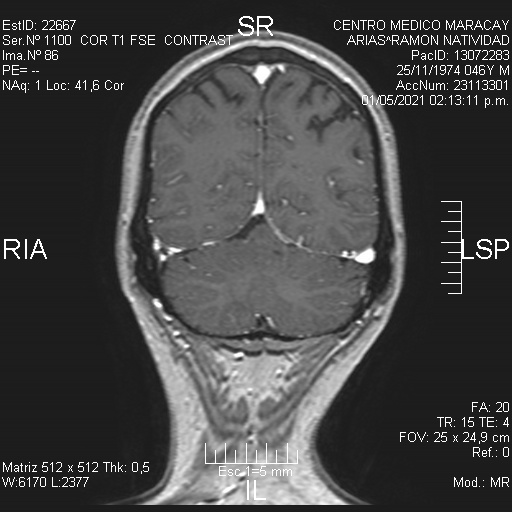 EstID: 22667
Ser.Nº 1100 COR T1 FSE CONTRAST
Ima.Nº 86
PE= --
NAq: 1 Loc: 41,6 Cor
SR
CENTRO MEDICO MARACAY
ARIAS^RAMON NATIVIDAD
PacID: 13072283
25/11/1974 046Y M
AccNum: 23113301
01/05/2021 02:13:11 p.m.
RIA
LSP
FA: 20
TR: 15 TE: 4
FOV: 25 x 24,9 cm
Ref.: 0
Matriz 512 x 512 Thk: 0,5
W:6170 L:2377
Esc 1=5 mm
IL
Mod.: MR